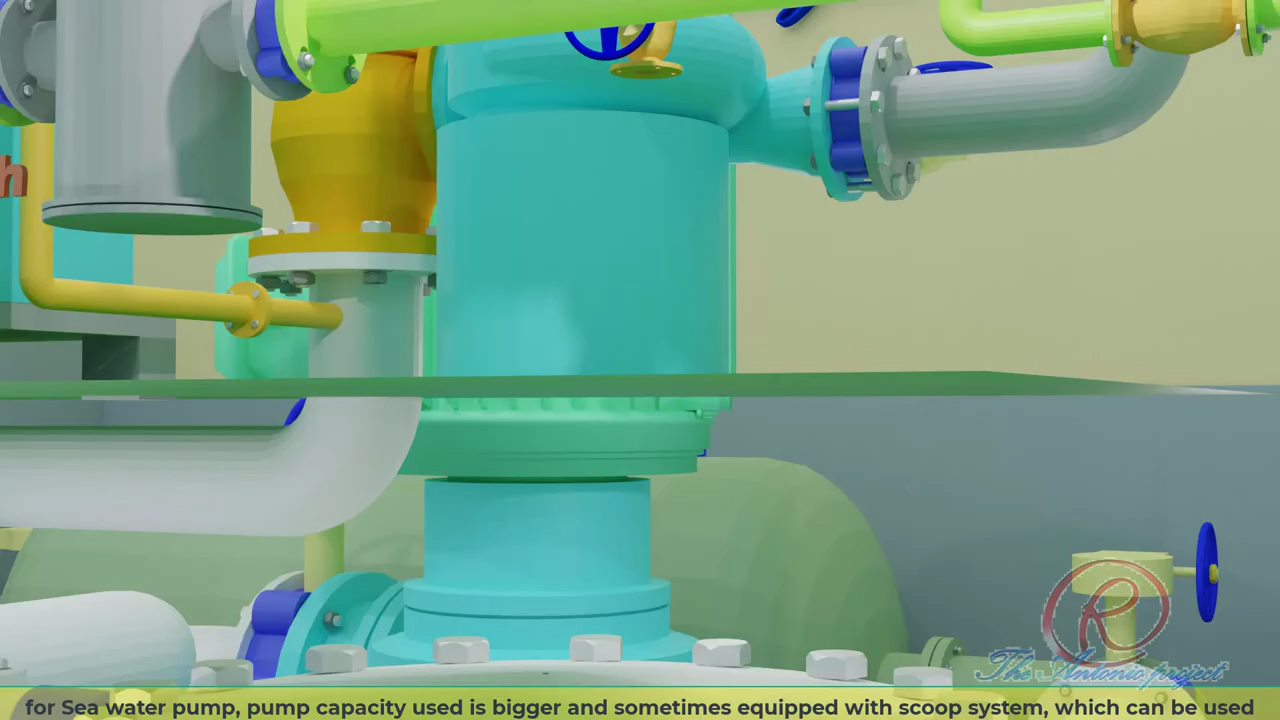 h
R
The Antonio project
for Sea water pump, pump capacity used is bigger and sometimes equipped with scoop system, which can be used